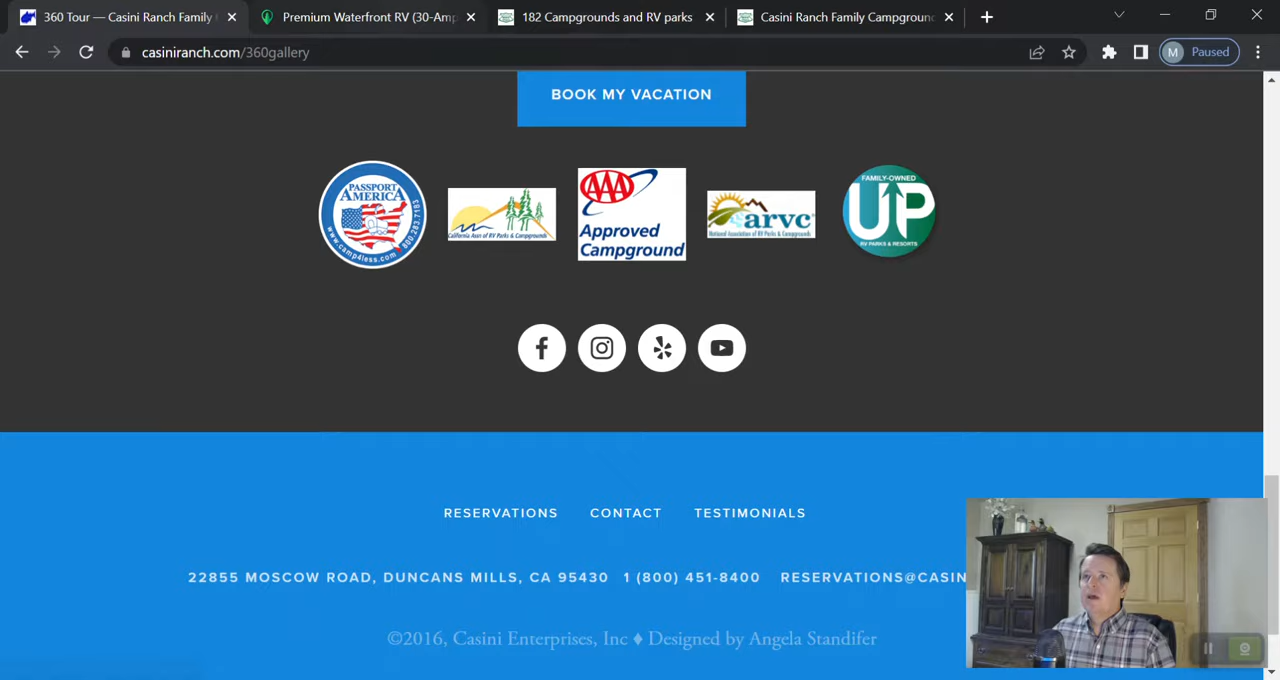 360 Tour — Casini Ranch Family
Premium Waterfront RV (30-Amp
182 Campgrounds and RV parks
Casini Ranch Family Campground
casiniranch.com/360gallery
M Paused
BOOK MY VACATION
PASSPORT
AMERICA
www.camp4less.com • 800.283.7183
California Assn of RV Parks & Campgrounds
AAA
Approved
Campground
arvc
National Association of RV Parks & Campgrounds
FAMILY-OWNED
UP
RV PARKS & RESORTS
RESERVATIONS CONTACT TESTIMONIALS
22855 MOSCOW ROAD, DUNCANS MILLS, CA 95430 1 (800) 451-8400 RESERVATIONS@CASIN
©2016, Casini Enterprises, Inc ♦ Designed by Angela Standifer